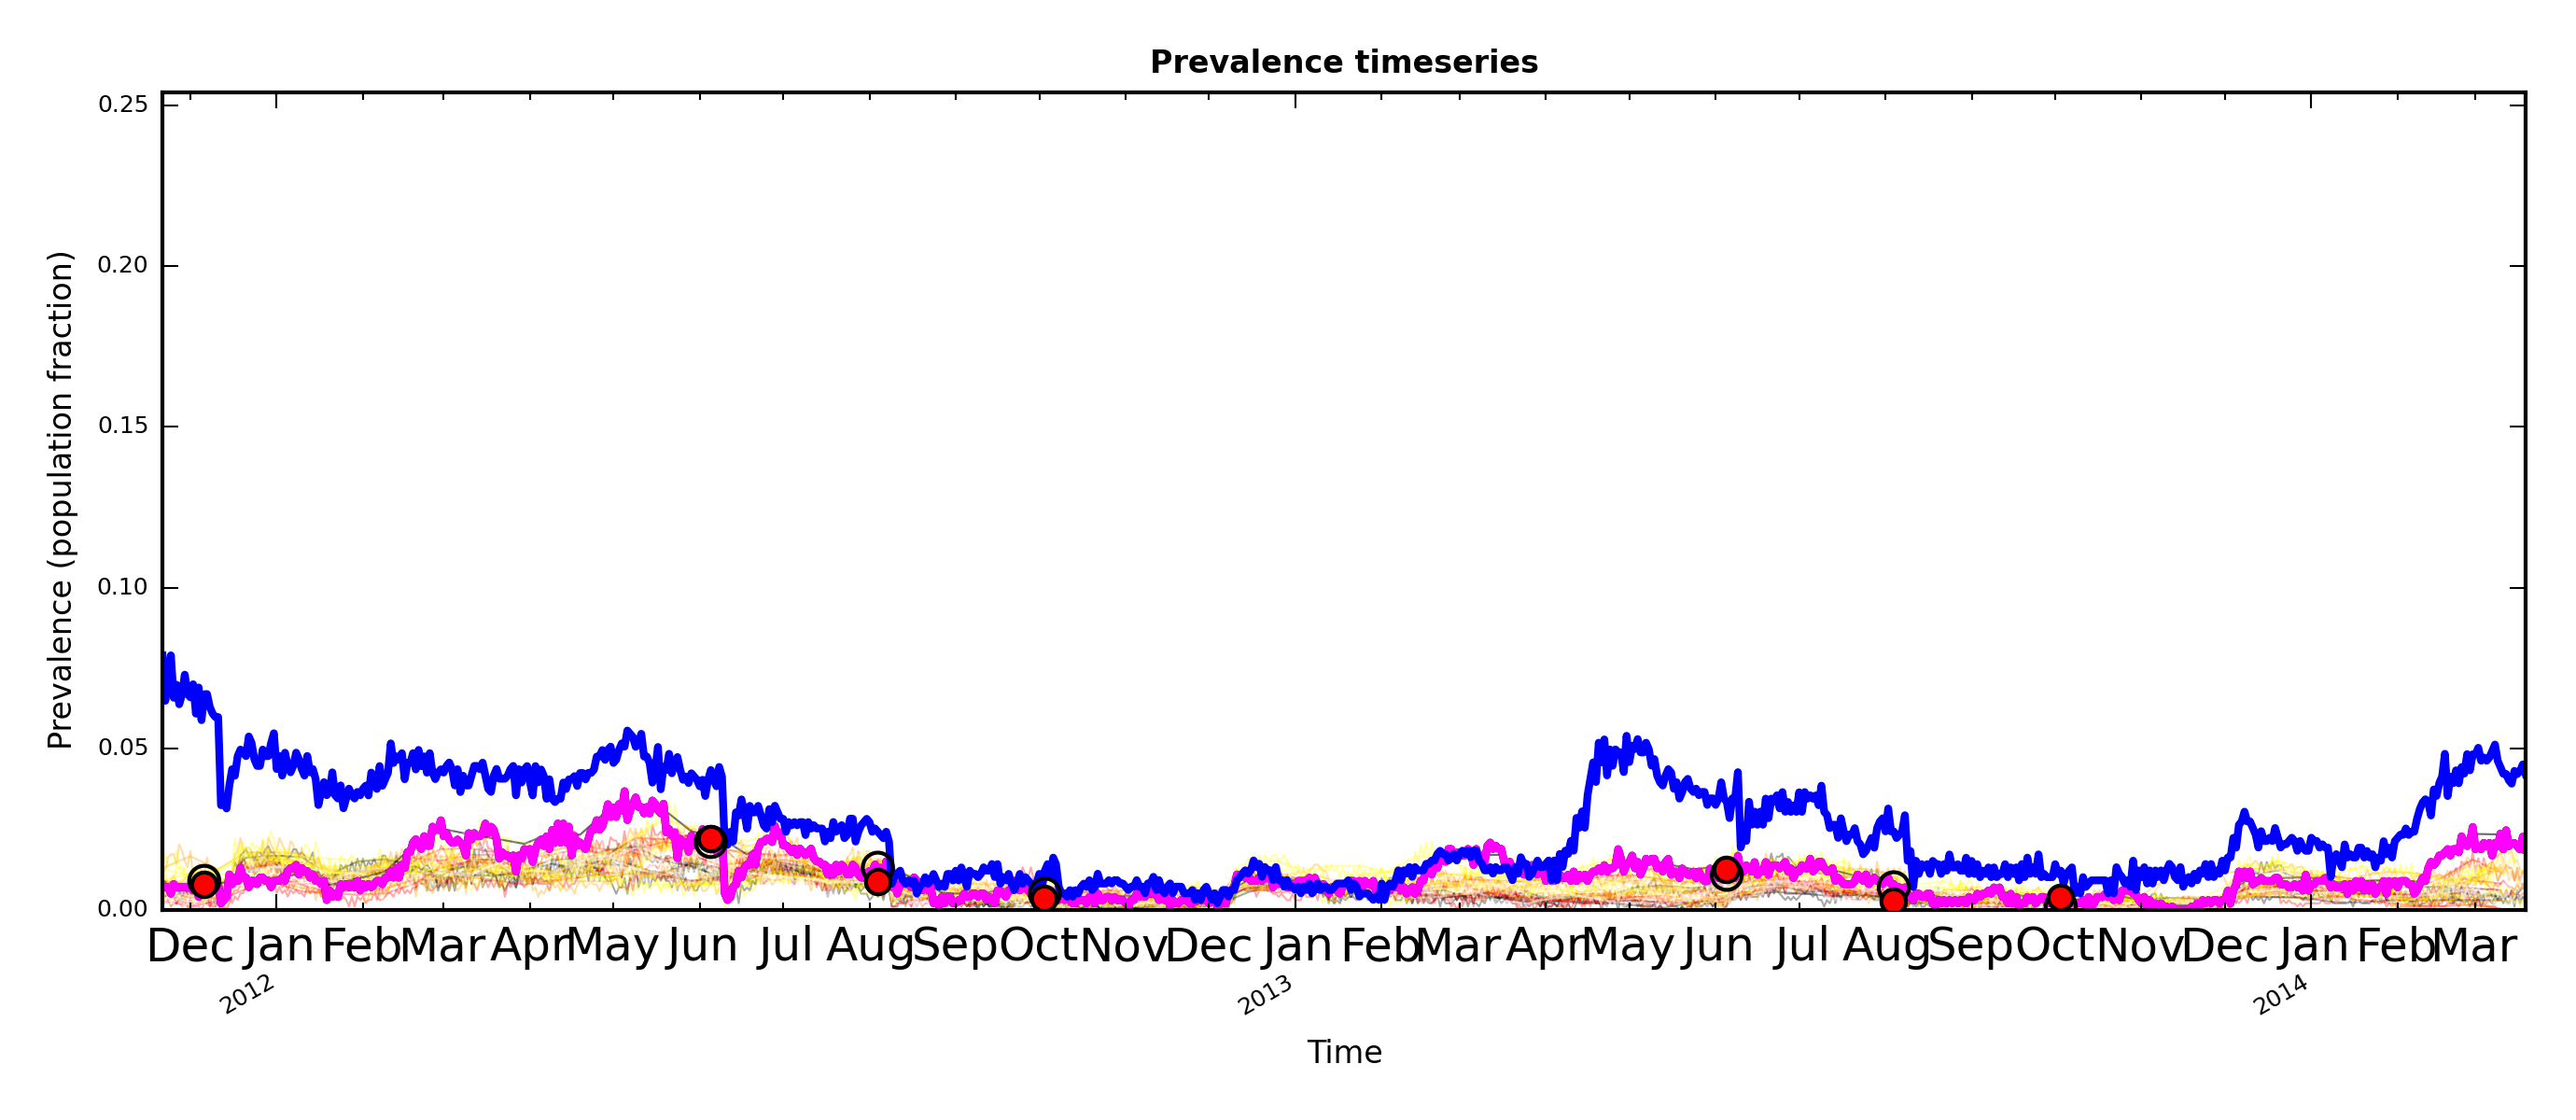 Prevalence timeseries
0.25
0.20
0.15
0.10
0.05
0.00
Prevalence (population fraction)
Dec Jan Feb Mar Apr May Jun Jul Aug Sep Oct Nov Dec Jan Feb Mar Apr May Jun Jul Aug Sep Oct Nov Dec Jan Feb Mar
2012 2013 2014
Time